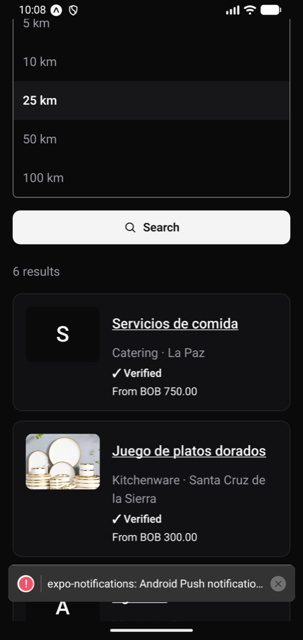 10:08
5 km
10 km
25 km
50 km
100 km
Search
6 results
S
Servicios de comida
Catering · La Paz
✓ Verified
From BOB 750.00
Juego de platos dorados
Kitchenware · Santa Cruz de
la Sierra
✓ Verified
From BOB 300.00
expo-notifications: Android Push notificatio...
A